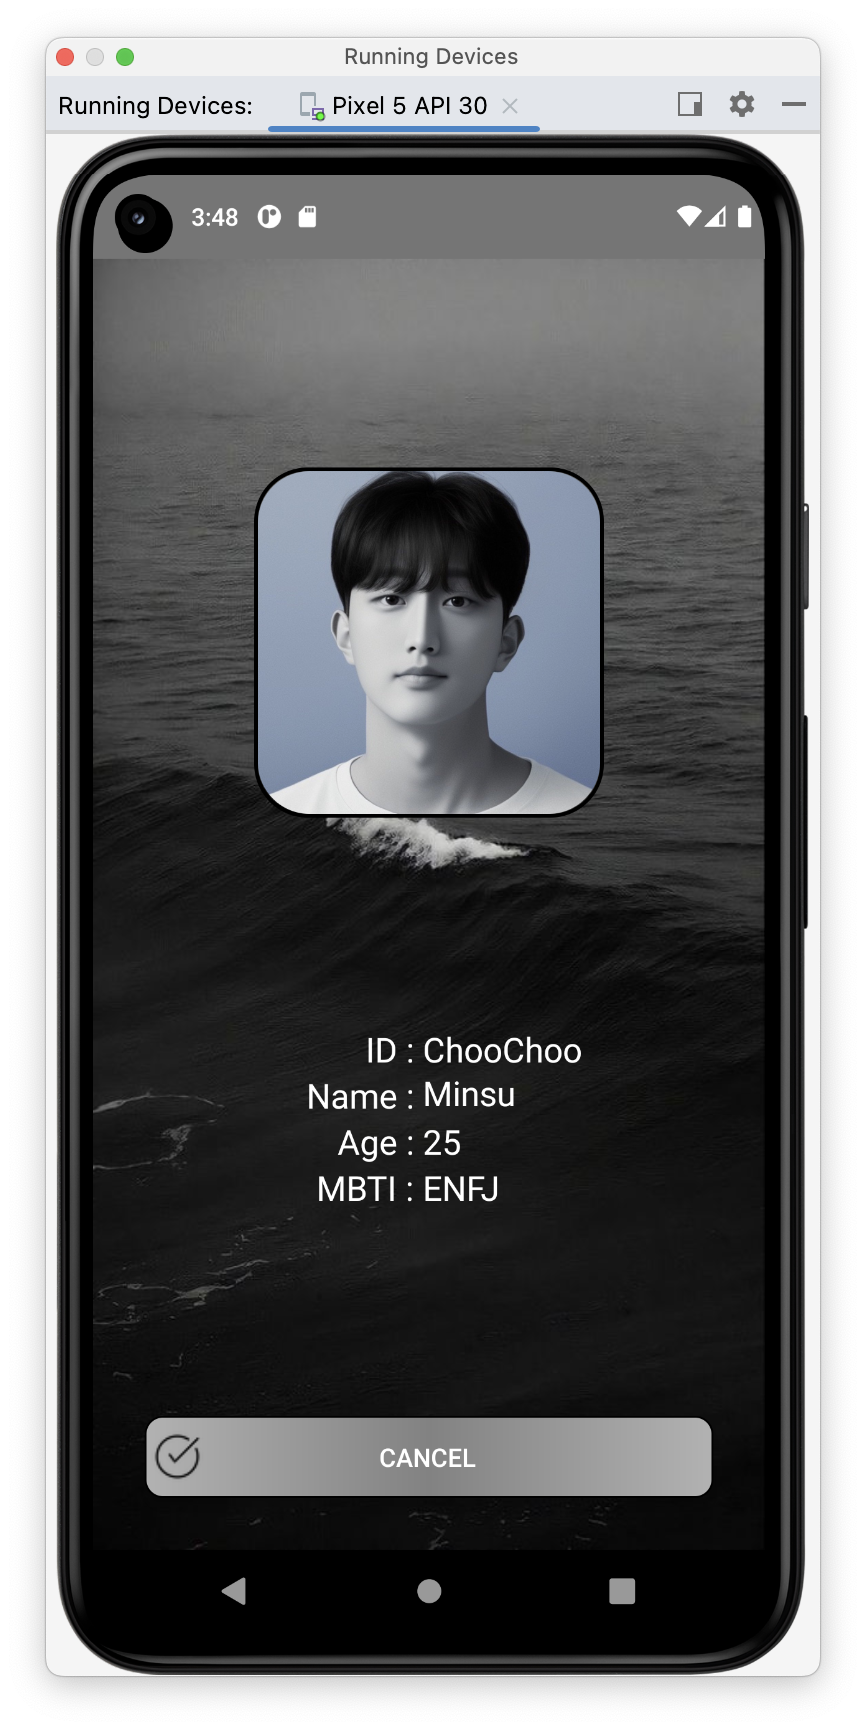 Running Devices
Running Devices: Pixel 5 API 30
3:48
ID : ChooChoo
Name : Minsu
Age : 25
MBTI : ENFJ
CANCEL